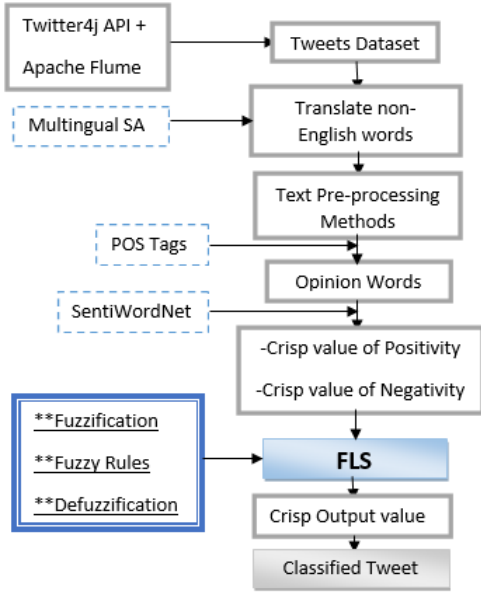 Twitter4j API +
Apache Flume
Tweets Dataset
Multingual SA
Translate non-
English words
Text Pre-processing
Methods
POS Tags
Opinion Words
SentiWordNet
-Crisp value of Positivity
-Crisp value of Negativity
**Fuzzification
**Fuzzy Rules
**Defuzzification
FLS
Crisp Output value
Classified Tweet